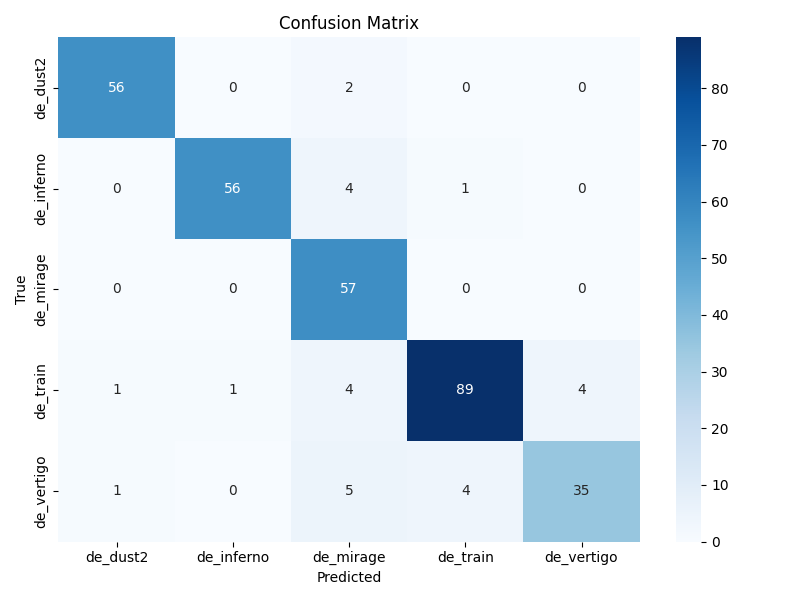 Confusion Matrix
True
de_dust2 56 0 2 0 0
de_inferno 0 56 4 1 0
de_mirage 0 0 57 0 0
de_train 1 1 4 89 4
de_vertigo 1 0 5 4 35
de_dust2 de_inferno de_mirage de_train de_vertigo
Predicted
80
70
60
50
40
30
20
10
0